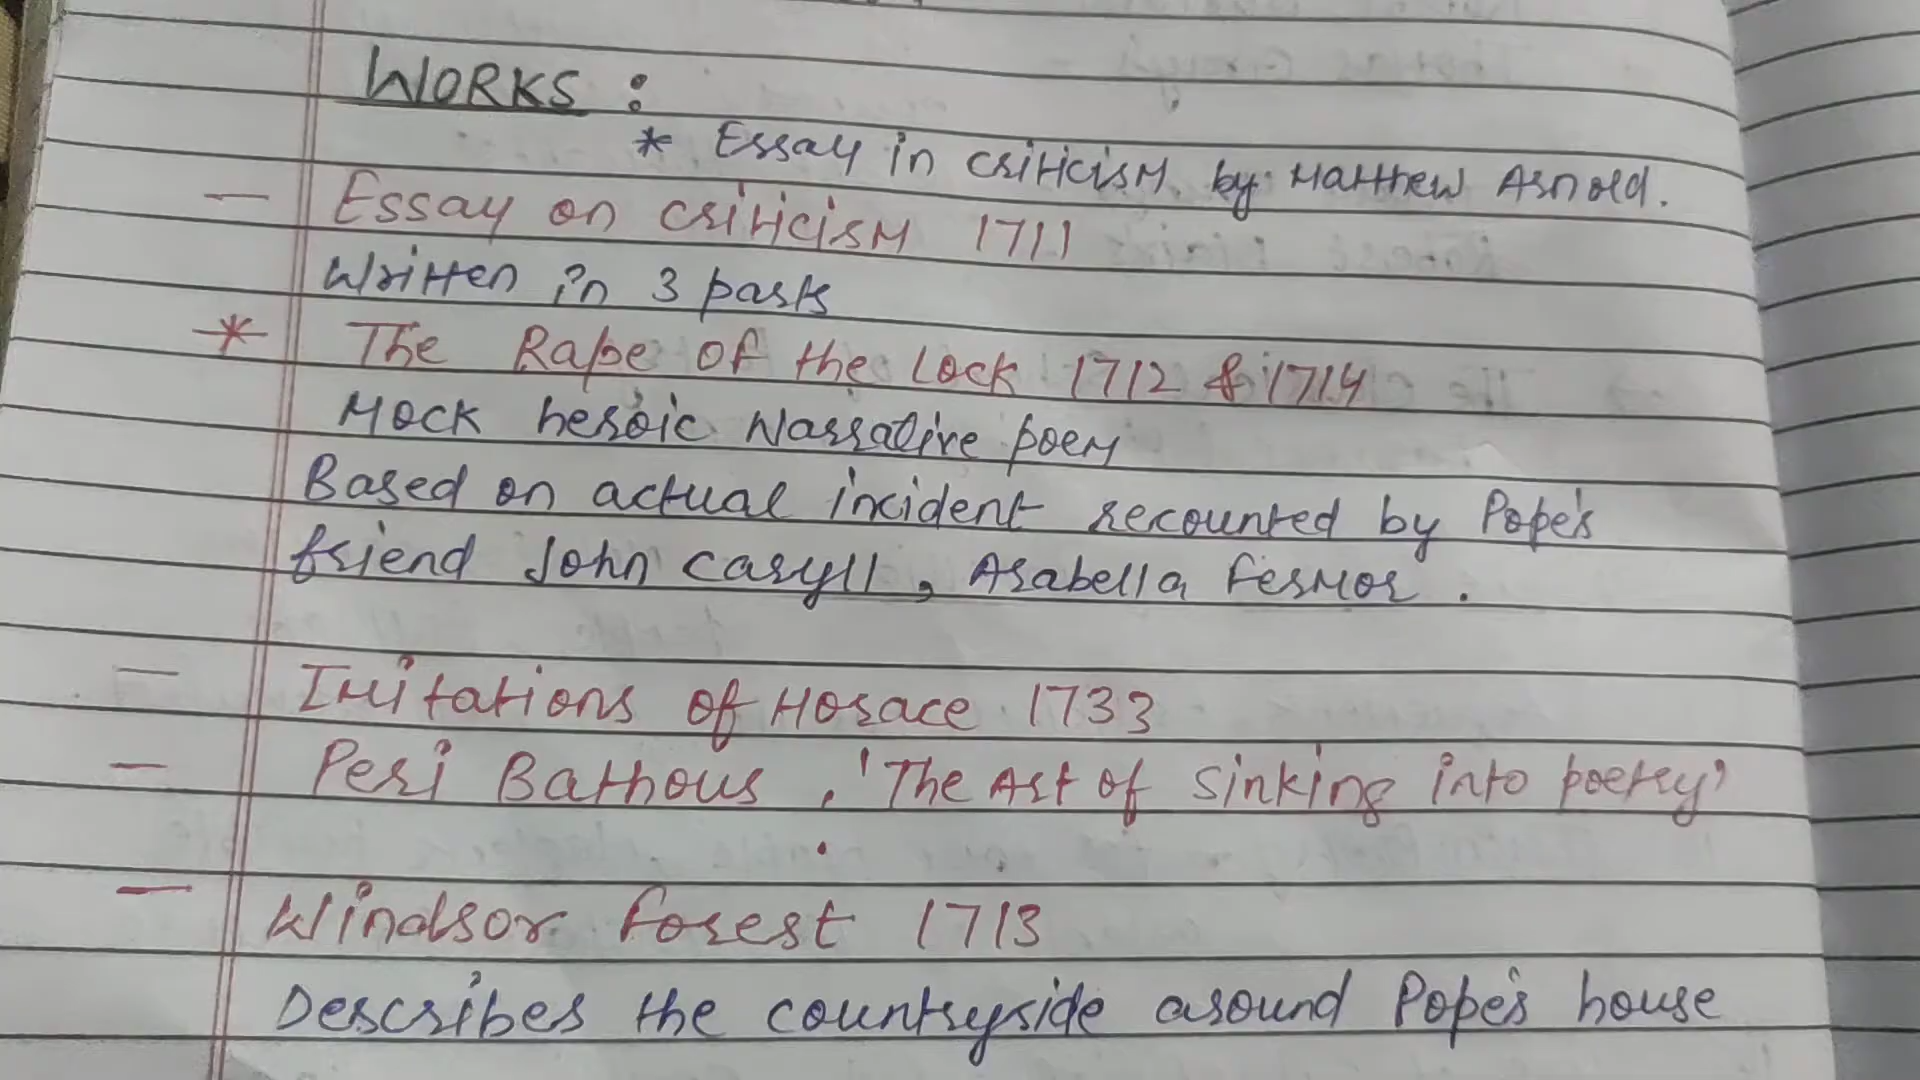 WORKS :
* Essay in criticism by Matthew Arnold.
— Essay on criticism 1711
Written in 3 parts
* The Rape of the Lock 1712 & 1714
Mock heroic Narrative poem
Based on actual incident recounted by Pope's
friend John Caryll, Arabella Fermor.
— Imitations of Horace 1733
— Peri Bathous, 'The Art of Sinking into poetry'
— Windsor forest 1713
Describes the countryside around Pope's house